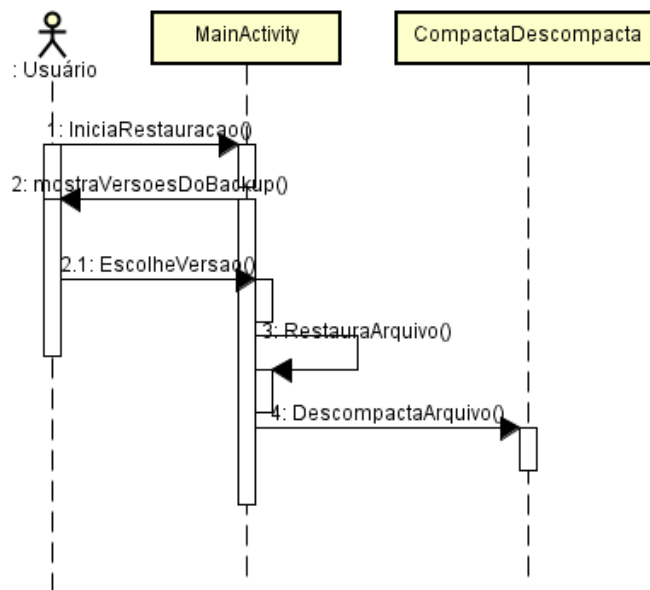 MainActivity
CompactaDescompacta
: Usuário
1: IniciaRestauracao()
2: mostraVersoesDoBackup()
2.1: EscolheVersao()
3: RestauraArquivo()
4: DescompactaArquivo()